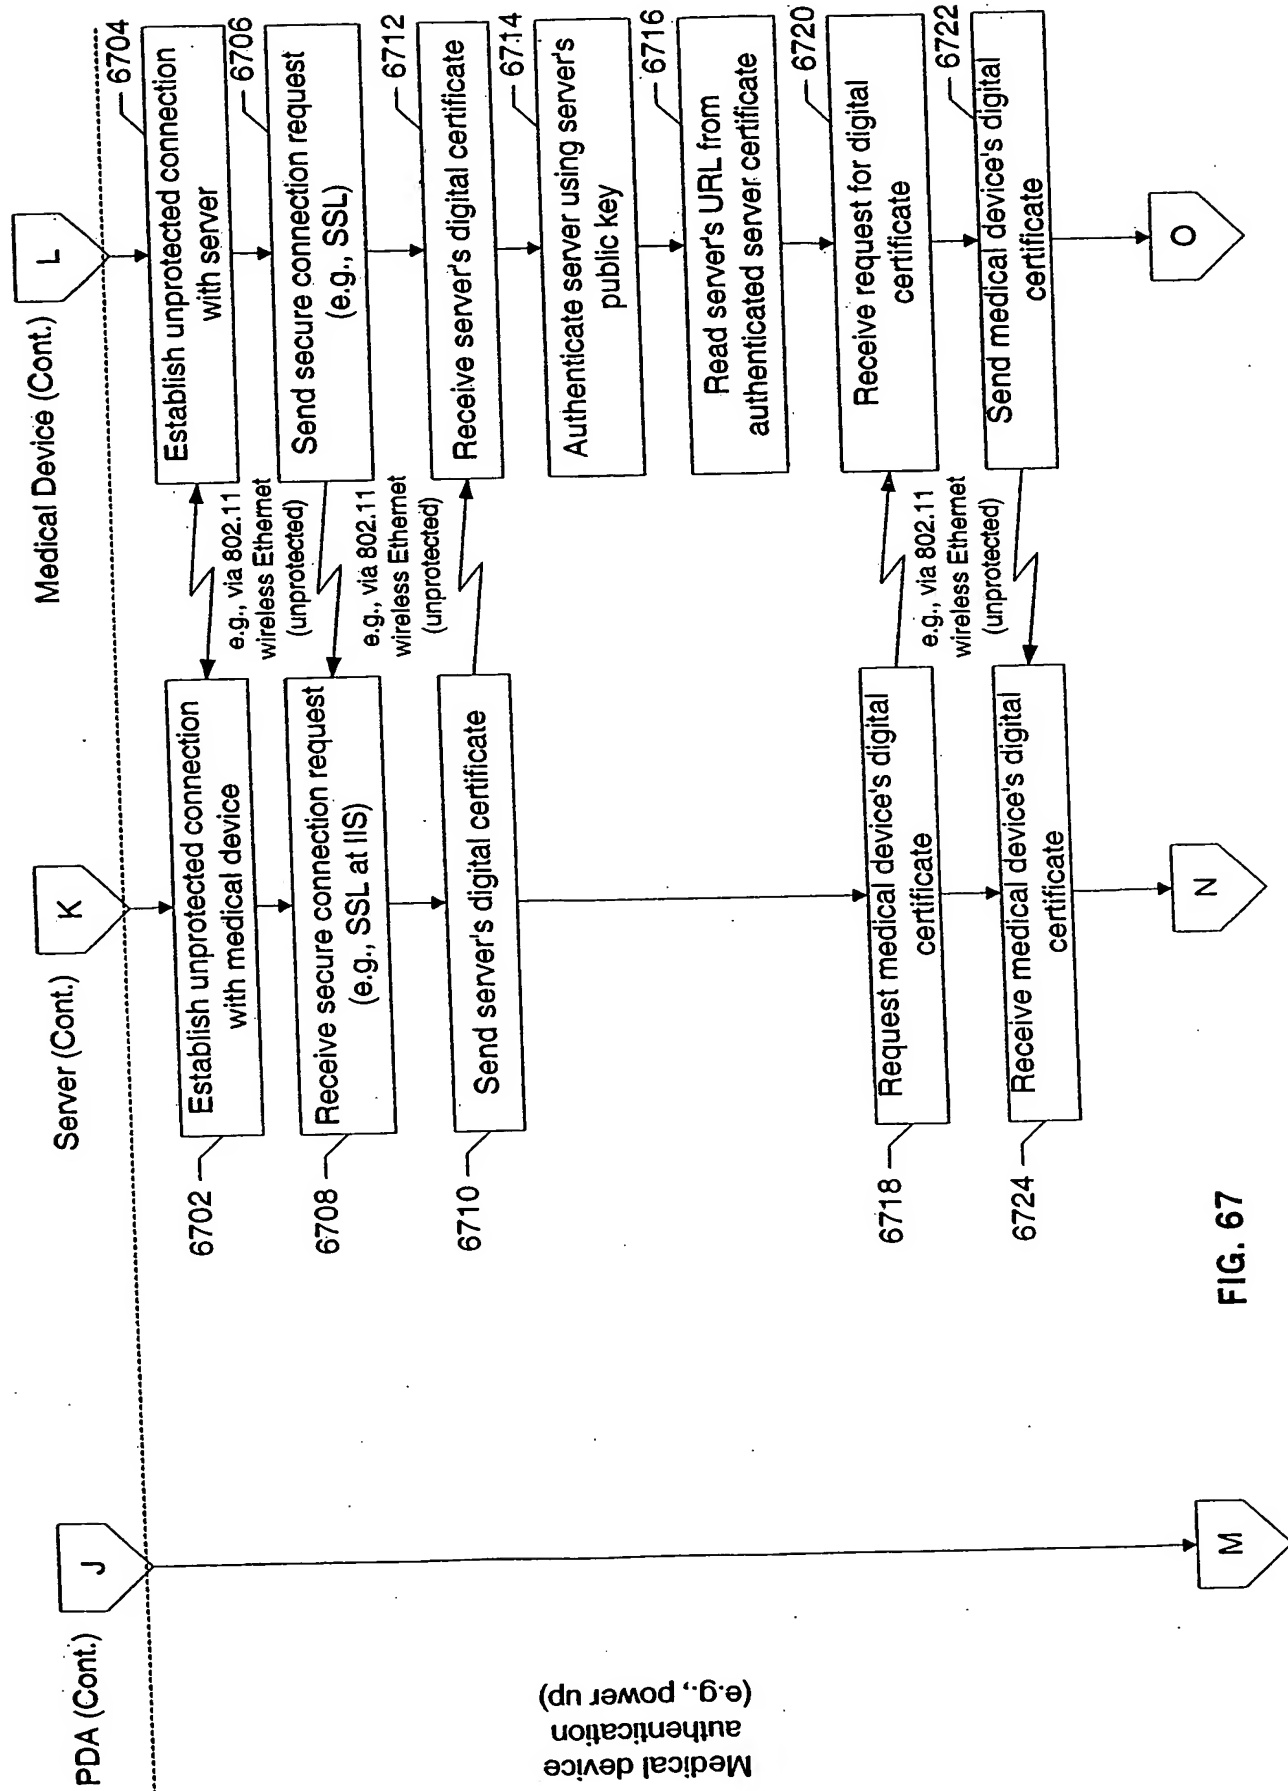 PDA (Cont.)
Server (Cont.)
Medical Device (Cont.)
J
K
L
Medical device
authentication
(e.g., power up)
6702
Establish unprotected connection
with medical device
e.g., via 802.11
wireless Ethernet
(unprotected)
Establish unprotected connection
with server
6704
6708
Receive secure connection request
(e.g., SSL at IIS)
Send secure connection request
(e.g., SSL)
6706
e.g., via 802.11
wireless Ethernet
(unprotected)
6710
Send server's digital certificate
Receive server's digital certificate
6712
Authenticate server using server's
public key
6714
Read server's URL from
authenticated server certificate
6716
6718
Request medical device's digital
certificate
e.g., via 802.11
wireless Ethernet
(unprotected)
Receive request for digital
certificate
6720
6724
Receive medical device's digital
certificate
Send medical device's digital
certificate
6722
M
N
O
FIG. 67